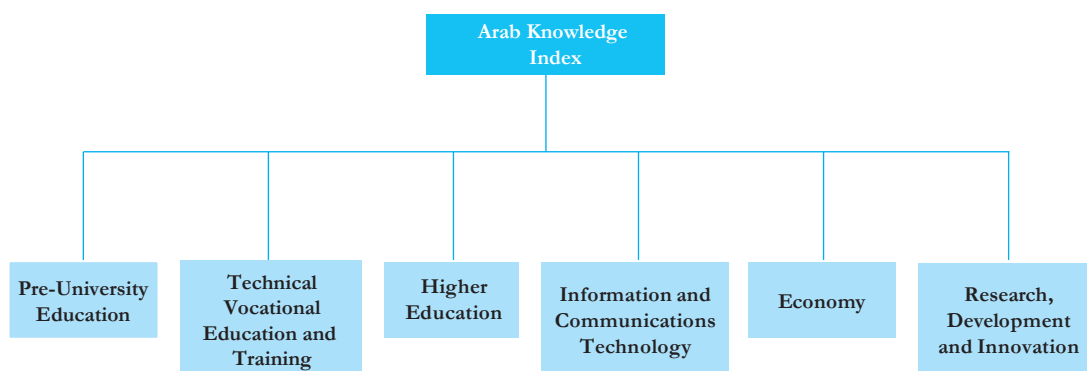 Arab Knowledge
Index
Pre-University
Education
Technical
Vocational
Education and
Training
Higher
Education
Information and
Communications
Technology
Economy
Research,
Development
and Innovation